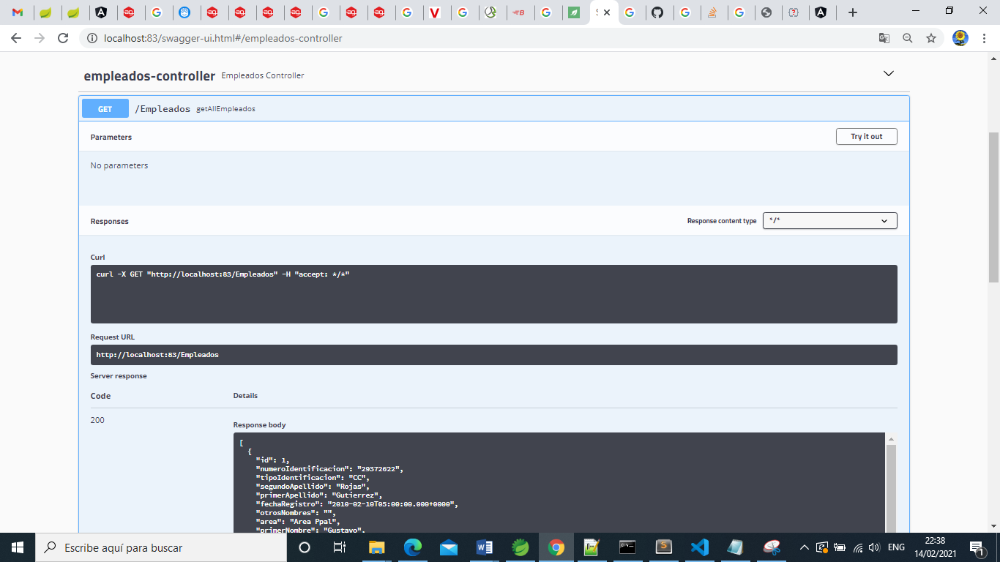 localhost:83/swagger-ui.html#/empleados-controller
empleados-controller Empleados Controller
GET /Empleados getAllEmpleados
Parameters Try it out
No parameters
Responses Response content type */*
Curl
curl -X GET "http://localhost:83/Empleados" -H "accept: */*"
Request URL
http://localhost:83/Empleados
Server response
Code Details
200
Response body
[
{
"id": 1,
"numeroIdentificacion": "29372622",
"tipoIdentificacion": "CC",
"segundoApellido": "Rojas",
"primerApellido": "Gutierrez",
"fechaRegistro": "2010-02-10T05:00:00.000+0000",
"otrosNombres": "",
"area": "Area Ppal",
"primerNombre": "Gustavo",
Escribe aquí para buscar
ENG
22:38
14/02/2021
1